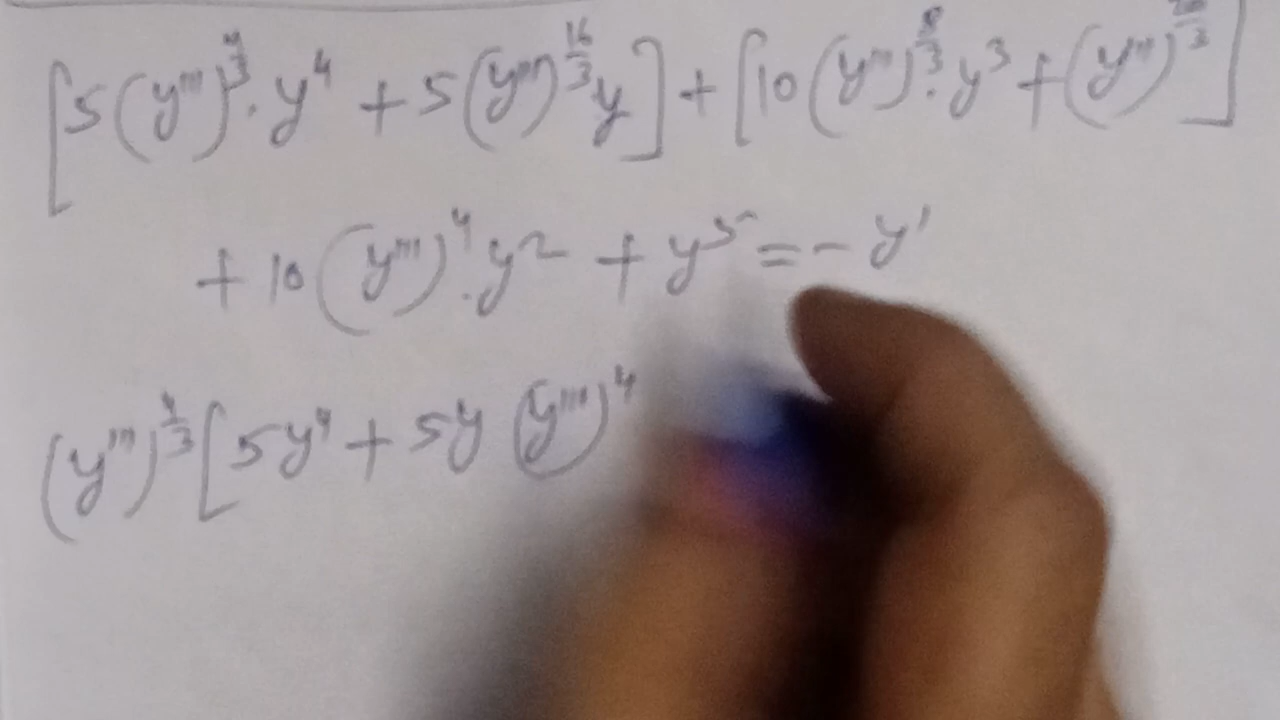 [5(y''')^{4/3}. y^4 + 5(y''')^{16/3} y] + [10(y''')^{8/3}. y^3 + (y''')^{20/3}]
+ 10(y''')^4. y^2 + y^5 = - y'
(y''')^{4/3} [5y^4 + 5y (y''')^4